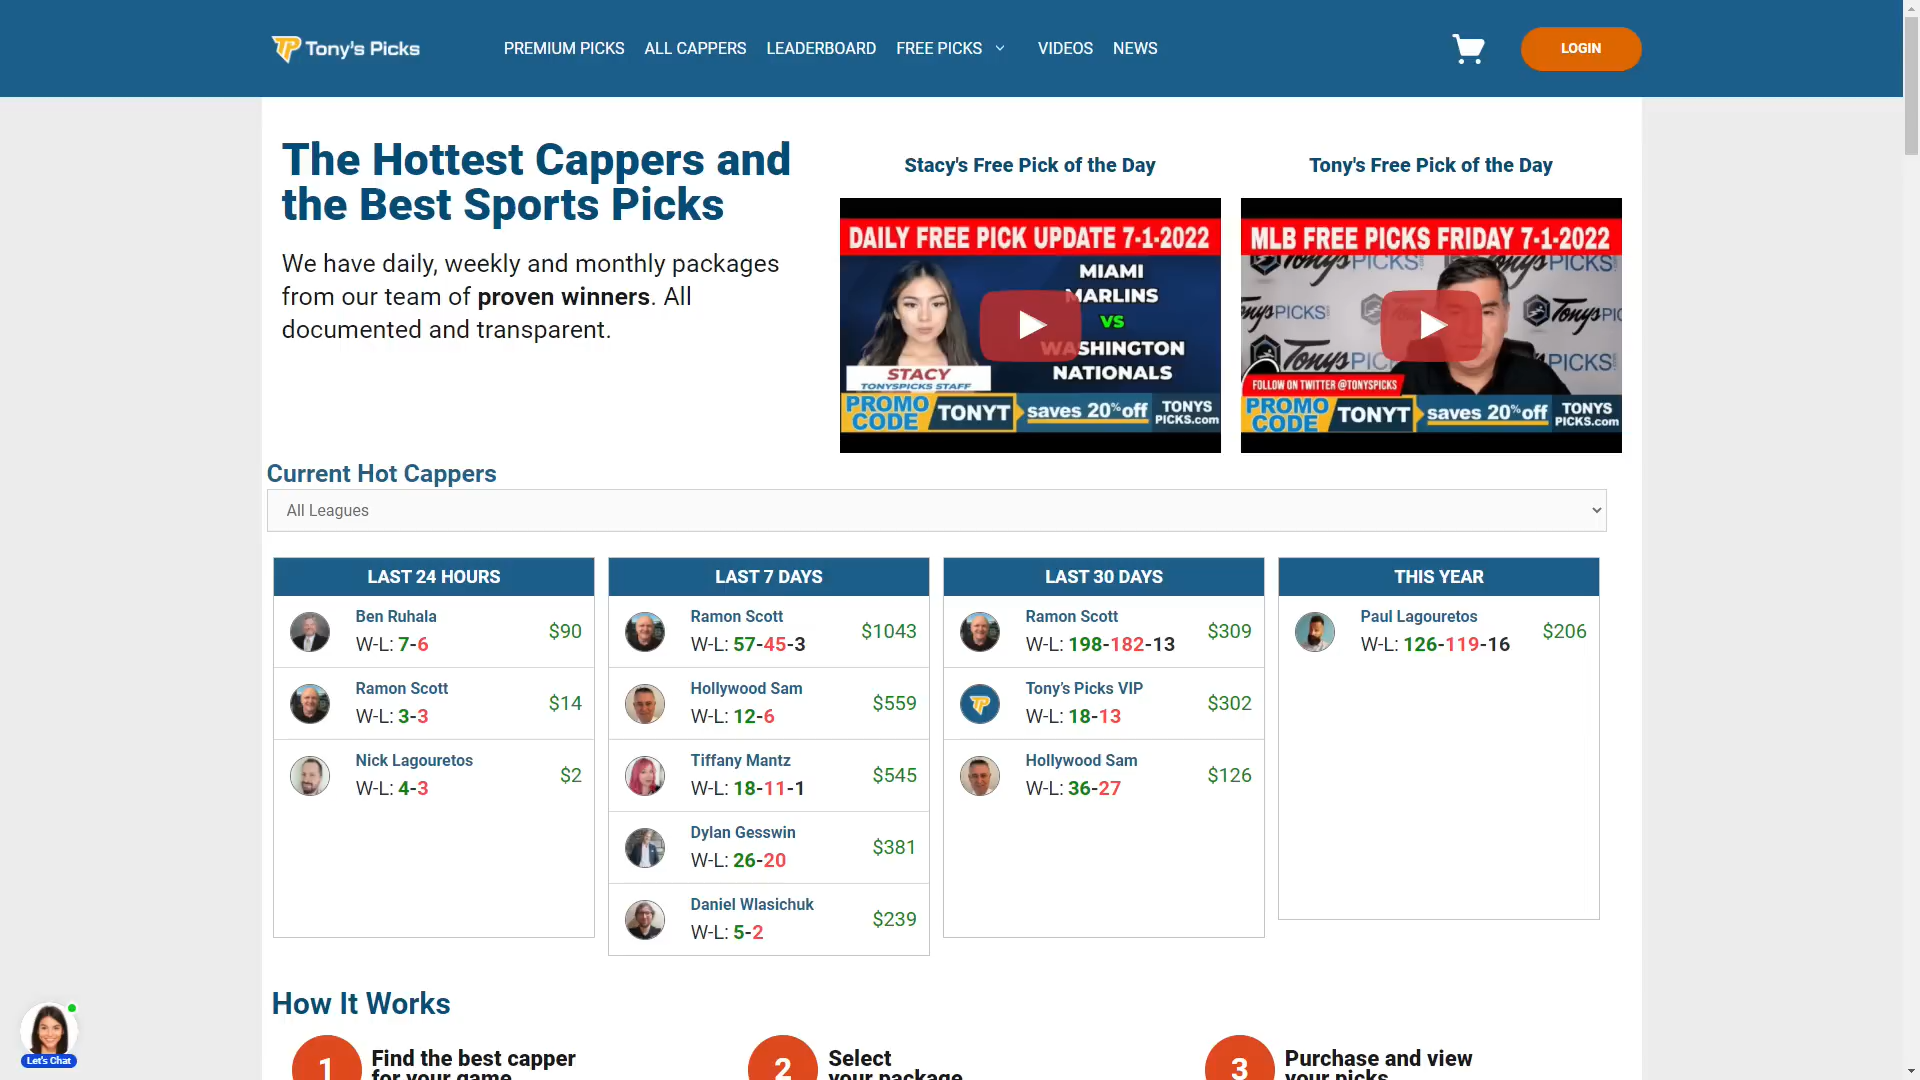 Tony's Picks
PREMIUM PICKS
ALL CAPPERS
LEADERBOARD
FREE PICKS
VIDEOS
NEWS
LOGIN
The Hottest Cappers and
the Best Sports Picks
We have daily, weekly and monthly packages
from our team of proven winners. All
documented and transparent.
Stacy's Free Pick of the Day
DAILY FREE PICK UPDATE 7-1-2022
MIAMI
MARLINS
VS
WASHINGTON
NATIONALS
STACY
TONYSPICKS STAFF
PROMO
CODE
TONYT
saves 20% off
TONYS
PICKS.com
Tony's Free Pick of the Day
MLB FREE PICKS FRIDAY 7-1-2022
FOLLOW ON TWITTER @TONYSPICKS
PROMO
CODE
TONYT
saves 20% off
TONYS
PICKS.com
Current Hot Cappers
All Leagues
LAST 24 HOURS
Ben Ruhala
W-L: 7-6
$90
Ramon Scott
W-L: 3-3
$14
Nick Lagouretos
W-L: 4-3
$2
LAST 7 DAYS
Ramon Scott
W-L: 57-45-3
$1043
Hollywood Sam
W-L: 12-6
$559
Tiffany Mantz
W-L: 18-11-1
$545
Dylan Gesswin
W-L: 26-20
$381
Daniel Wlasichuk
W-L: 5-2
$239
LAST 30 DAYS
Ramon Scott
W-L: 198-182-13
$309
Tony's Picks VIP
W-L: 18-13
$302
Hollywood Sam
W-L: 36-27
$126
THIS YEAR
Paul Lagouretos
W-L: 126-119-16
$206
How It Works
1
Find the best capper
for your game
2
Select
your package
3
Purchase and view
your picks
Let's Chat